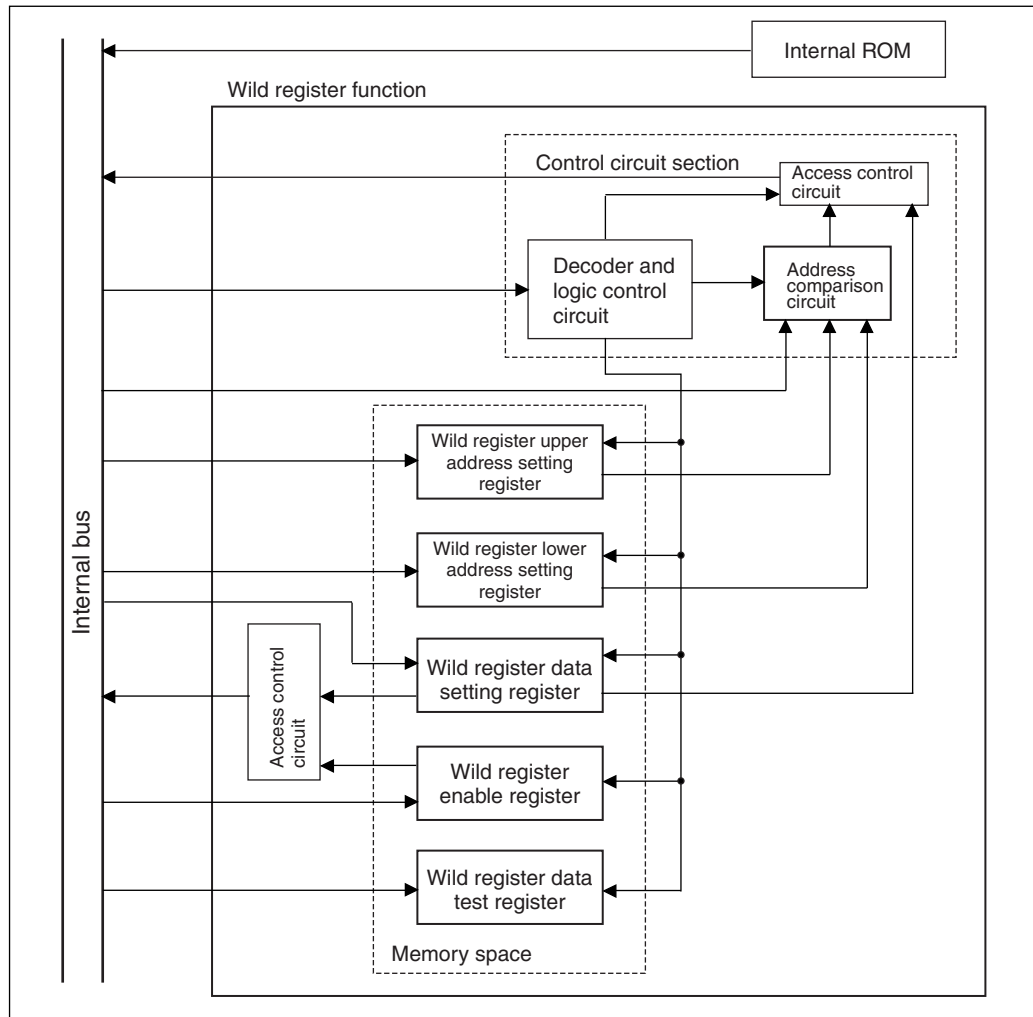 Internal ROM
Wild register function
Control circuit section
Access control
circuit
Decoder and
logic control
circuit
Address
comparison
circuit
Wild register upper
address setting
register
Wild register lower
address setting
register
Internal bus
Access control
circuit
Wild register data
setting register
Wild register
enable register
Wild register data
test register
Memory space